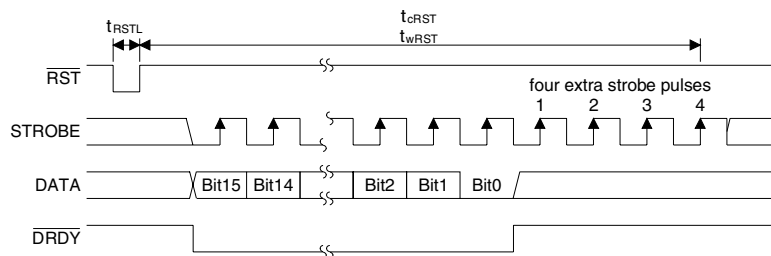 tRSTL
tcRST
twRST
RST
four extra strobe pulses
1 2 3 4
STROBE
DATA Bit15 Bit14 Bit2 Bit1 Bit0
DRDY